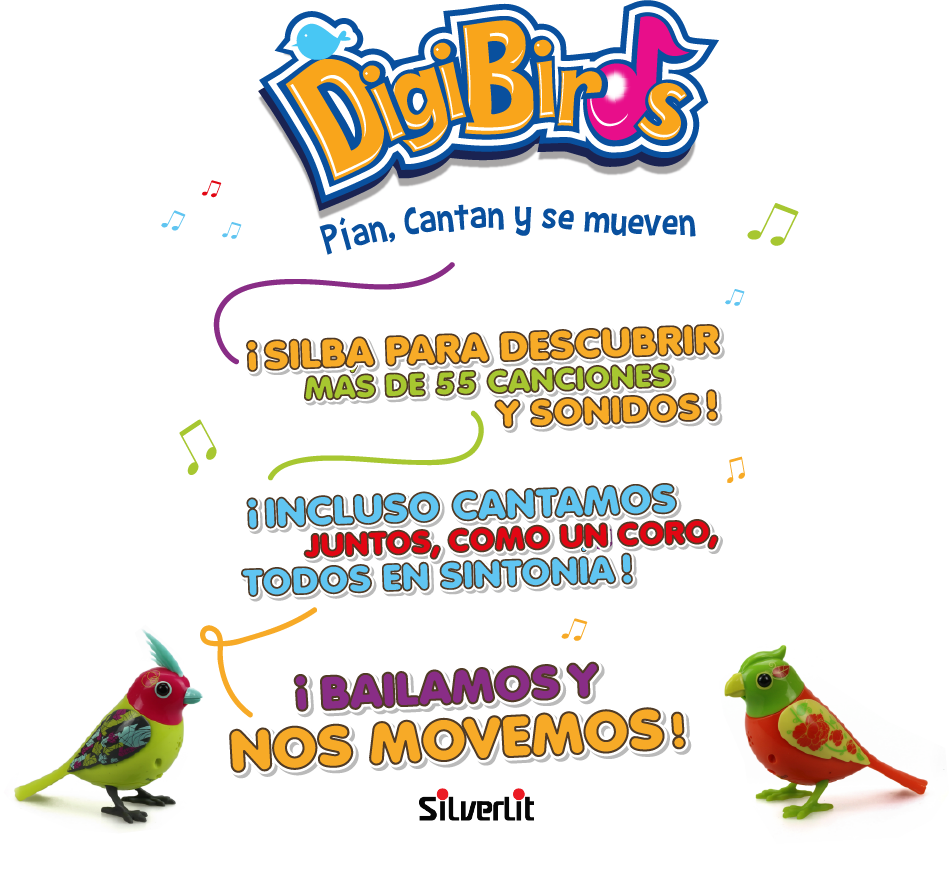 DigiBirds
Pían, Cantan y se mueven
¡SILBA PARA DESCUBRIR
MÁS DE 55 CANCIONES
Y SONIDOS!
¡INCLUSO CANTAMOS
JUNTOS, COMO UN CORO,
TODOS EN SINTONÍA!
¡BAILAMOS Y
NOS MOVEMOS!
Silverlit